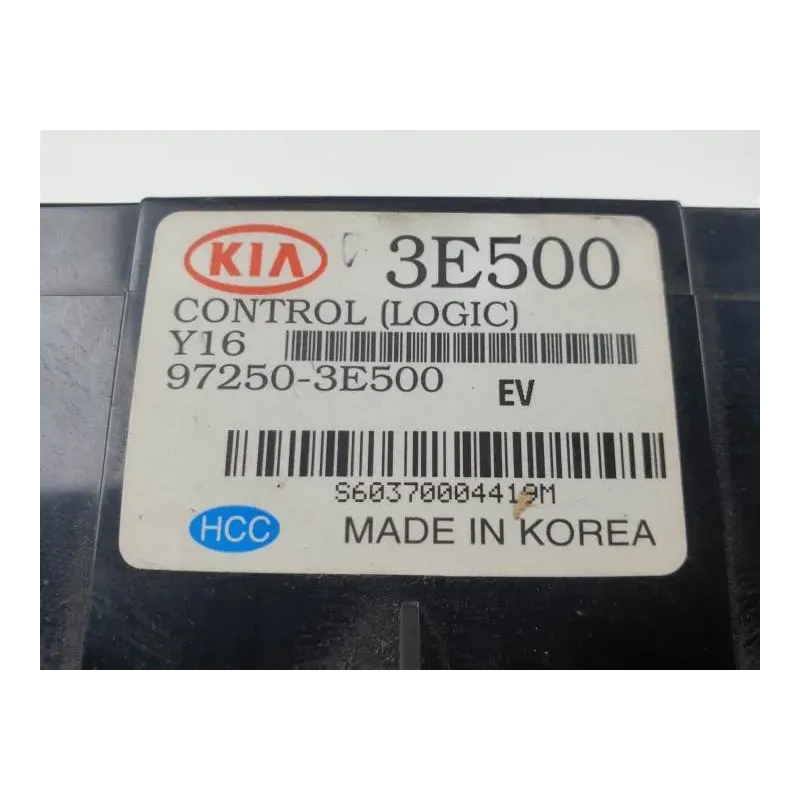 KIA 3E500
CONTROL (LOGIC)
Y16
97250-3E500 EV
S60370004419M
HCC MADE IN KOREA